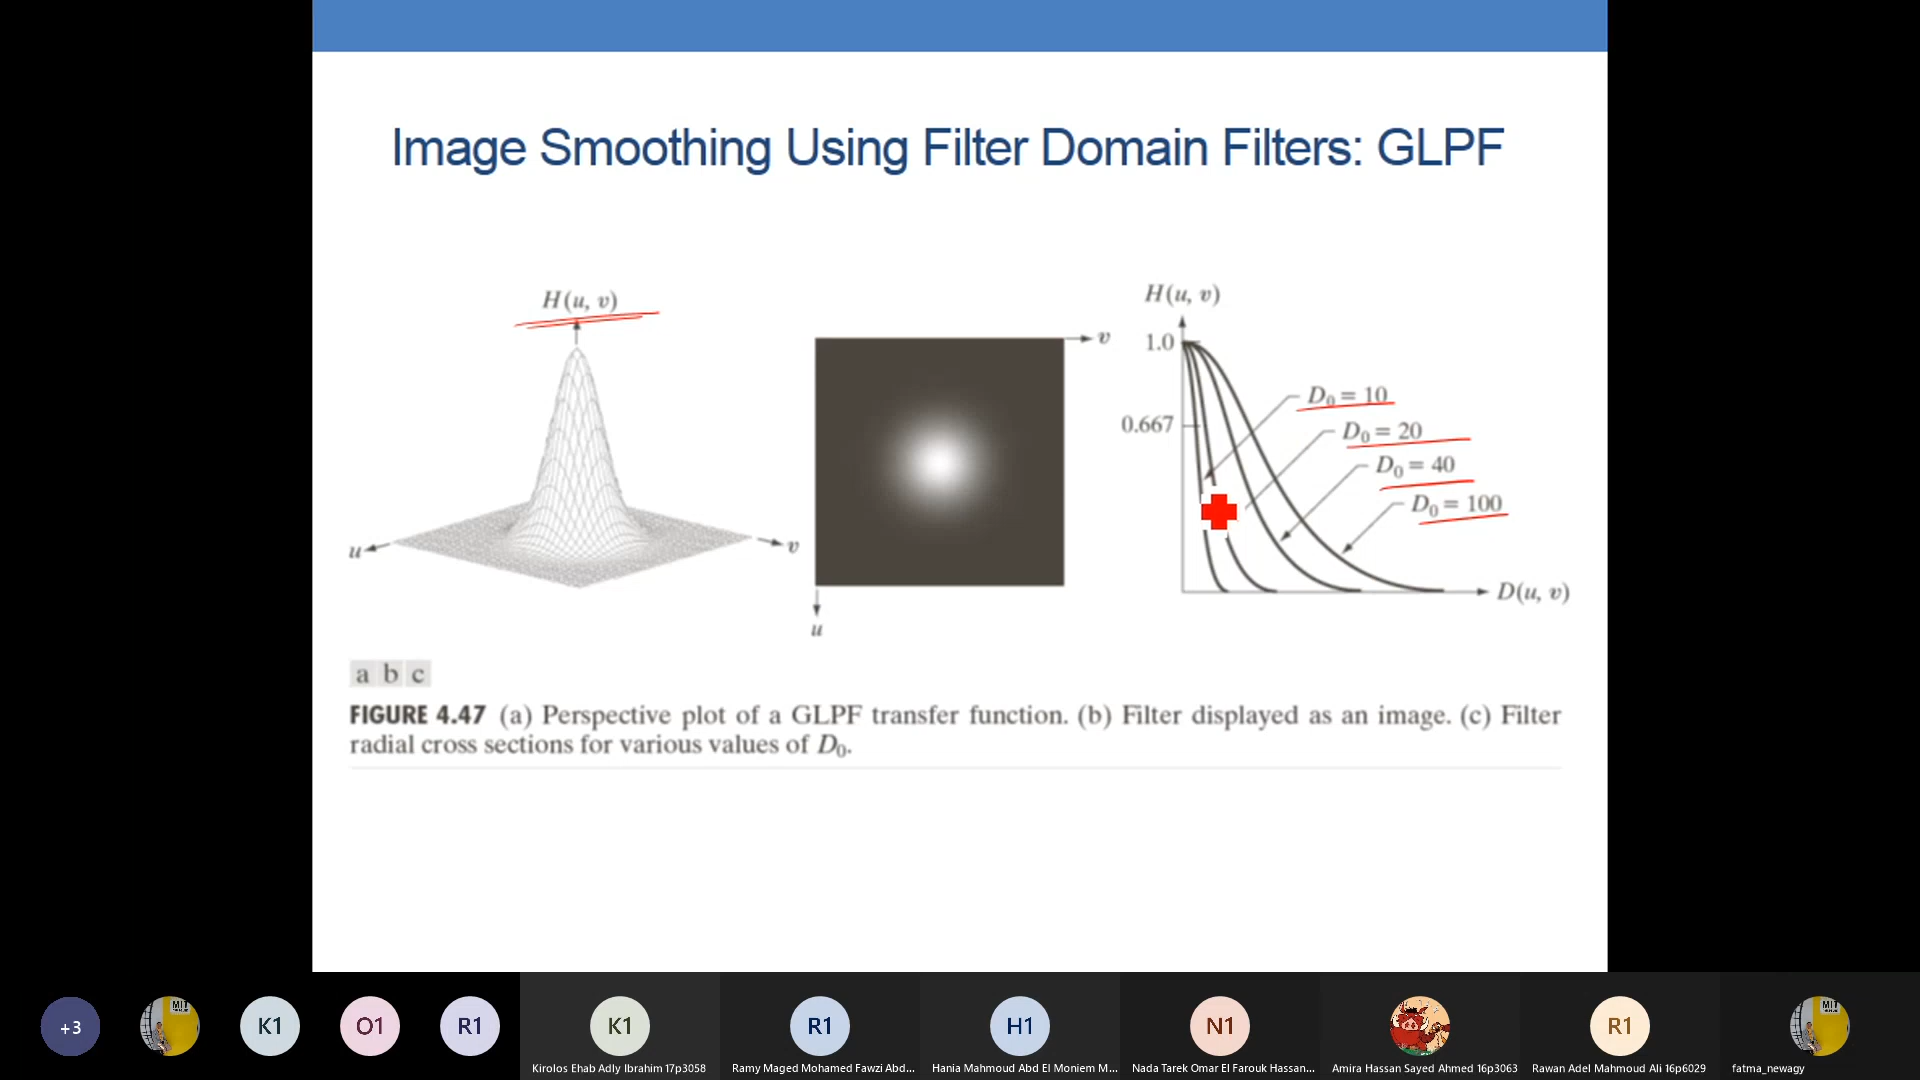 Image Smoothing Using Filter Domain Filters: GLPF
H(u, v)
u
v
v
u
H(u, v)
1.0
0.667
D₀ = 10
D₀ = 20
D₀ = 40
D₀ = 100
D(u, v)
a b c
FIGURE 4.47 (a) Perspective plot of a GLPF transfer function. (b) Filter displayed as an image. (c) Filter
radial cross sections for various values of D₀.
+3
MIT
K1
O1
R1
K1
Kirolos Ehab Adly Ibrahim 17p3058
R1
Ramy Maged Mohamed Fawzi Abd...
H1
Hania Mahmoud Abd El Moniem M...
N1
Nada Tarek Omar El Farouk Hassan...
Amira Hassan Sayed Ahmed 16p3063
R1
Rawan Adel Mahmoud Ali 16p6029
MIT
fatma_newagy